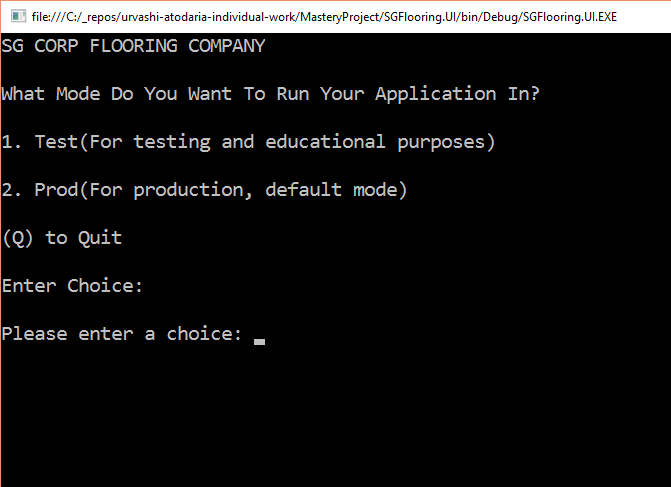 file:///C:/_repos/urvashi-atodaria-individual-work/MasteryProject/SGFlooring.UI/bin/Debug/SGFlooring.UI.EXE
SG CORP FLOORING COMPANY
What Mode Do You Want To Run Your Application In?
1. Test(For testing and educational purposes)
2. Prod(For production, default mode)
(Q) to Quit
Enter Choice:
Please enter a choice: